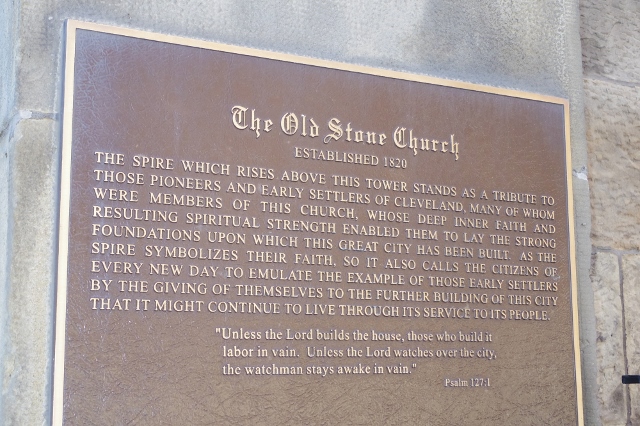 The Old Stone Church
ESTABLISHED 1820
THE SPIRE WHICH RISES ABOVE THIS TOWER STANDS AS A TRIBUTE TO
THOSE PIONEERS AND EARLY SETTLERS OF CLEVELAND, MANY OF WHOM
WERE MEMBERS OF THIS CHURCH, WHOSE DEEP INNER FAITH AND
RESULTING SPIRITUAL STRENGTH ENABLED THEM TO LAY THE STRONG
FOUNDATIONS UPON WHICH THIS GREAT CITY HAS BEEN BUILT. AS THE
SPIRE SYMBOLIZES THEIR FAITH, SO IT ALSO CALLS THE CITIZENS OF
EVERY NEW DAY TO EMULATE THE EXAMPLE OF THOSE EARLY SETTLERS
BY THE GIVING OF THEMSELVES TO THE FURTHER BUILDING OF THIS CITY
THAT IT MIGHT CONTINUE TO LIVE THROUGH ITS SERVICE TO ITS PEOPLE.
"Unless the Lord builds the house, those who build it
labor in vain. Unless the Lord watches over the city,
the watchman stays awake in vain."
Psalm 127:1